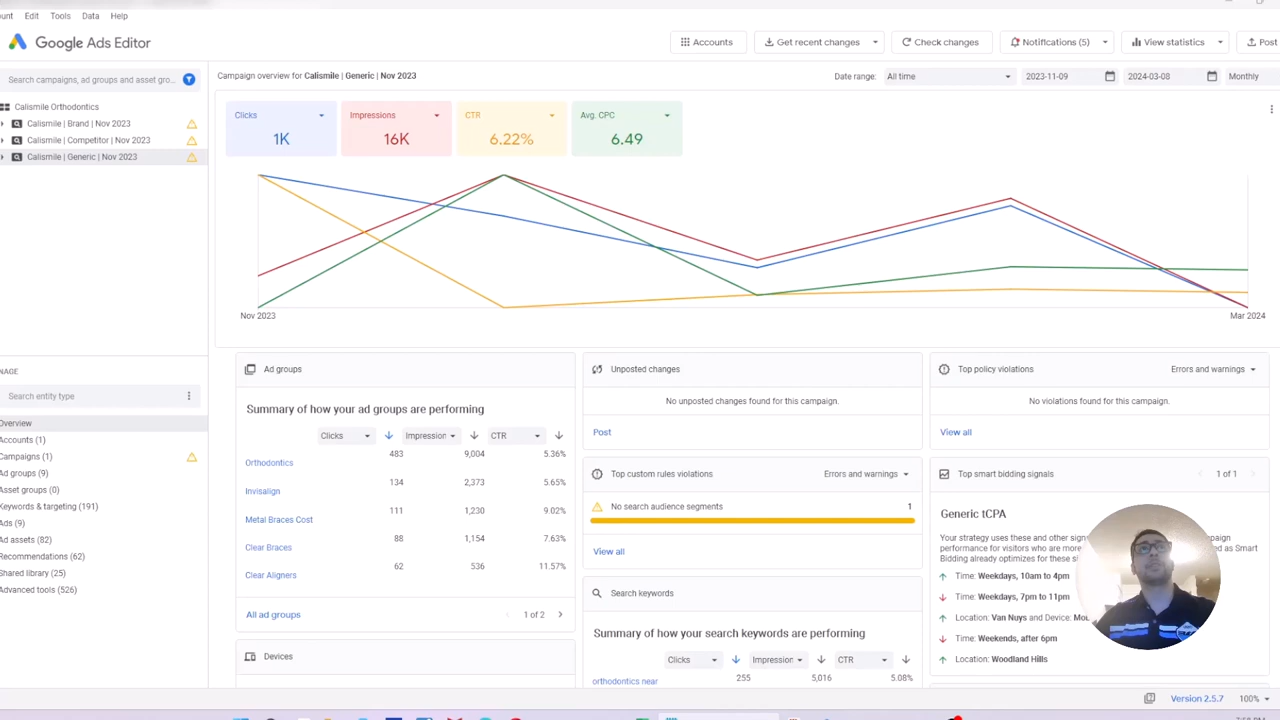 ount Edit Tools Data Help
Google Ads Editor
Accounts Get recent changes Check changes Notifications (5) View statistics Post
Search campaigns, ad groups and asset gro...
Campaign overview for Calismile | Generic | Nov 2023
Date range: All time 2023-11-09 2024-03-08 Monthly
Calismile Orthodontics
Calismile | Brand | Nov 2023
Calismile | Competitor | Nov 2023
Calismile | Generic | Nov 2023
Clicks
1K
Impressions
16K
CTR
6.22%
Avg. CPC
6.49
Nov 2023 Mar 2024
NAGE
Search entity type
Overview
Accounts (1)
Campaigns (1)
Ad groups (9)
Asset groups (0)
Keywords & targeting (191)
Ads (9)
Ad assets (82)
Recommendations (62)
Shared library (25)
Advanced tools (526)
Ad groups
Summary of how your ad groups are performing
Clicks Impression CTR
Orthodontics 483 9,004 5.36%
Invisalign 134 2,373 5.65%
Metal Braces Cost 111 1,230 9.02%
Clear Braces 88 1,154 7.63%
Clear Aligners 62 536 11.57%
All ad groups 1 of 2
Devices
Unposted changes
No unposted changes found for this campaign.
Post
Top custom rules violations Errors and warnings
No search audience segments 1
View all
Search keywords
Summary of how your search keywords are performing
Clicks Impression CTR
orthodontics near 255 5,016 5.08%
Top policy violations Errors and warnings
No violations found for this campaign.
View all
Top smart bidding signals 1 of 1
Generic tCPA
Your strategy uses these and other sign paign
performance for visitors who are more ed as Smart
Bidding already optimizes for these si
Time: Weekdays, 10am to 4pm
Time: Weekdays, 7pm to 11pm
Location: Van Nuys and Device: Mo
Time: Weekends, after 6pm
Location: Woodland Hills
Version 2.5.7 100%